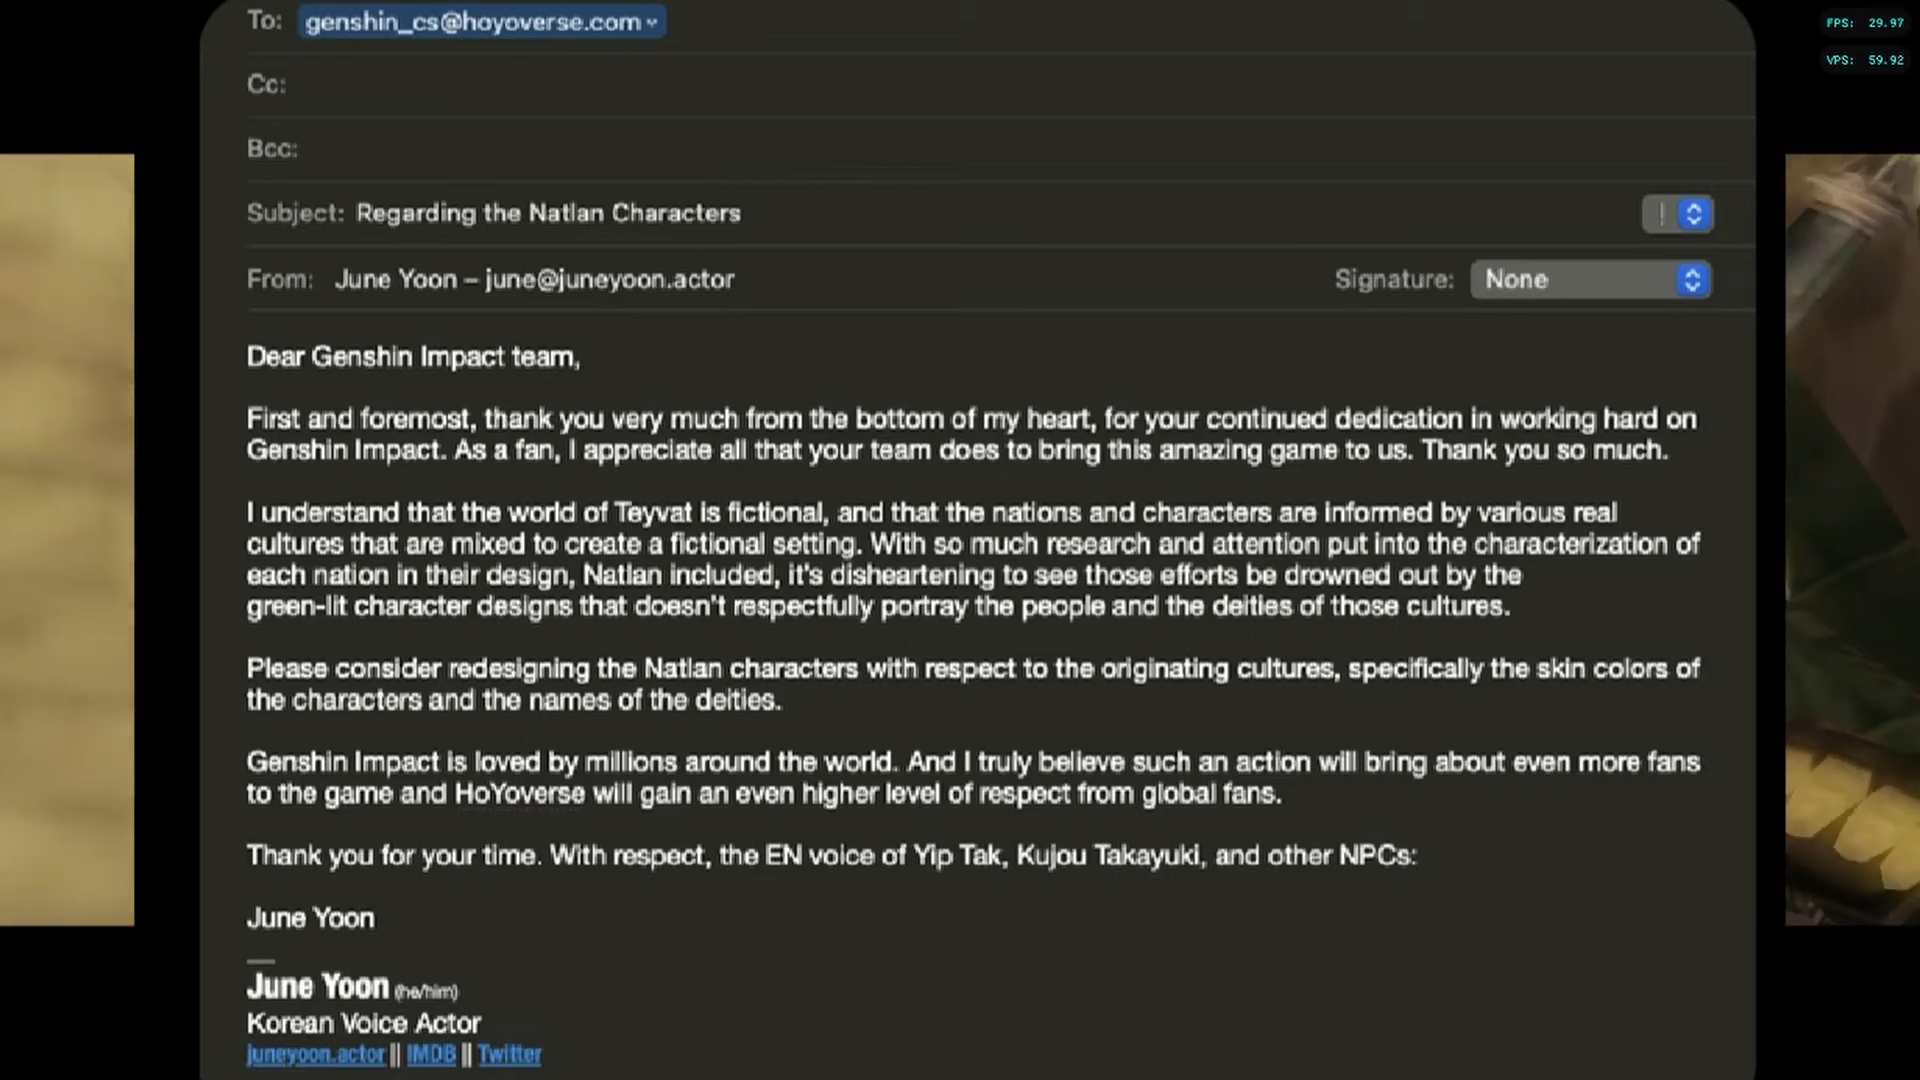 To: genshin_cs@hoyoverse.com
FPS: 29.97
VPS: 59.92
Cc:
Bcc:
Subject: Regarding the Natlan Characters
From: June Yoon – june@juneyoon.actor
Signature: None
Dear Genshin Impact team,
First and foremost, thank you very much from the bottom of my heart, for your continued dedication in working hard on
Genshin Impact. As a fan, I appreciate all that your team does to bring this amazing game to us. Thank you so much.
I understand that the world of Teyvat is fictional, and that the nations and characters are informed by various real
cultures that are mixed to create a fictional setting. With so much research and attention put into the characterization of
each nation in their design, Natlan included, it's disheartening to see those efforts be drowned out by the
green-lit character designs that doesn't respectfully portray the people and the deities of those cultures.
Please consider redesigning the Natlan characters with respect to the originating cultures, specifically the skin colors of
the characters and the names of the deities.
Genshin Impact is loved by millions around the world. And I truly believe such an action will bring about even more fans
to the game and HoYoverse will gain an even higher level of respect from global fans.
Thank you for your time. With respect, the EN voice of Yip Tak, Kujou Takayuki, and other NPCs:
June Yoon
—
June Yoon (he/him)
Korean Voice Actor
juneyoon.actor || IMDB || Twitter